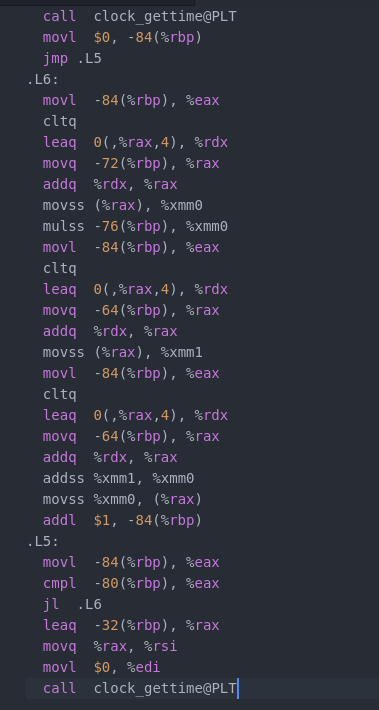 call clock_gettime@PLT
movl $0, -84(%rbp)
jmp .L5
.L6:
movl -84(%rbp), %eax
cltq
leaq 0(,%rax,4), %rdx
movq -72(%rbp), %rax
addq %rdx, %rax
movss (%rax), %xmm0
mulss -76(%rbp), %xmm0
movl -84(%rbp), %eax
cltq
leaq 0(,%rax,4), %rdx
movq -64(%rbp), %rax
addq %rdx, %rax
movss (%rax), %xmm1
movl -84(%rbp), %eax
cltq
leaq 0(,%rax,4), %rdx
movq -64(%rbp), %rax
addq %rdx, %rax
addss %xmm1, %xmm0
movss %xmm0, (%rax)
addl $1, -84(%rbp)
.L5:
movl -84(%rbp), %eax
cmpl -80(%rbp), %eax
jl .L6
leaq -32(%rbp), %rax
movq %rax, %rsi
movl $0, %edi
call clock_gettime@PLT